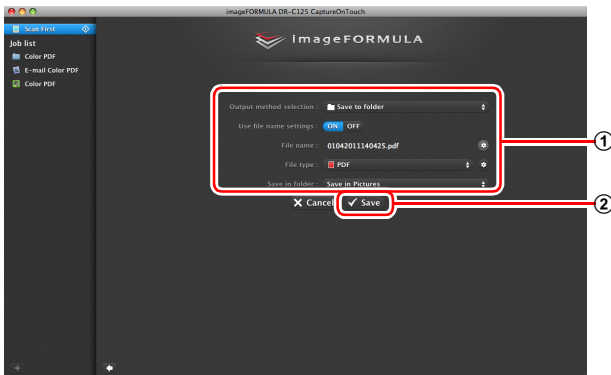 imageFORMULA DR-C125 CaptureOnTouch
Scan First
Job list
Color PDF
E-mail Color PDF
Color PDF
imageFORMULA
Output method selection : Save to folder
Use file name settings : ON OFF
File name : 01042011140425.pdf
File type : PDF
Save in folder : Save in Pictures
Cancel Save
1
2